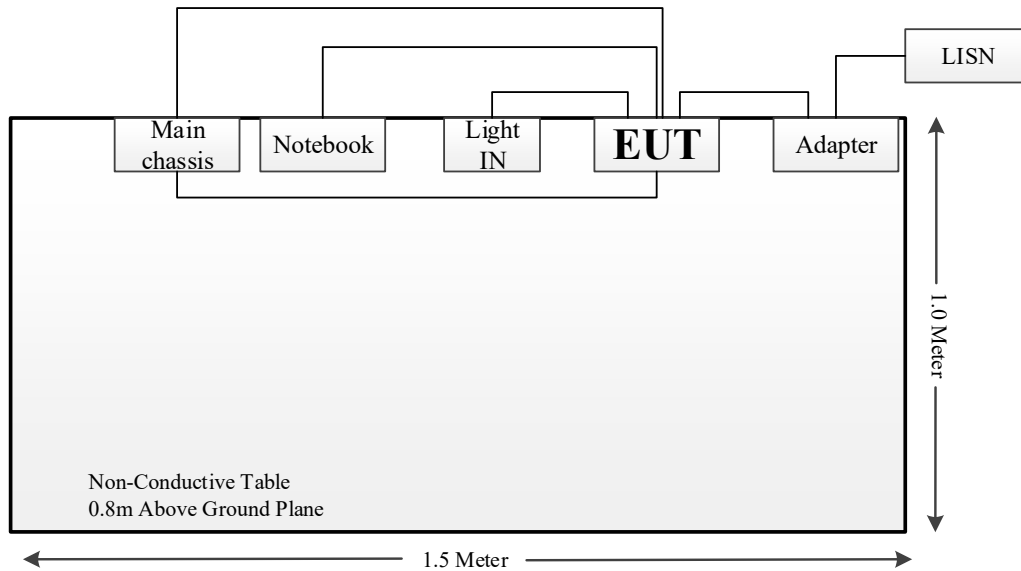 LISN
Main
chassis
Notebook
Light
IN
EUT
Adapter
1.0 Meter
Non-Conductive Table
0.8m Above Ground Plane
1.5 Meter